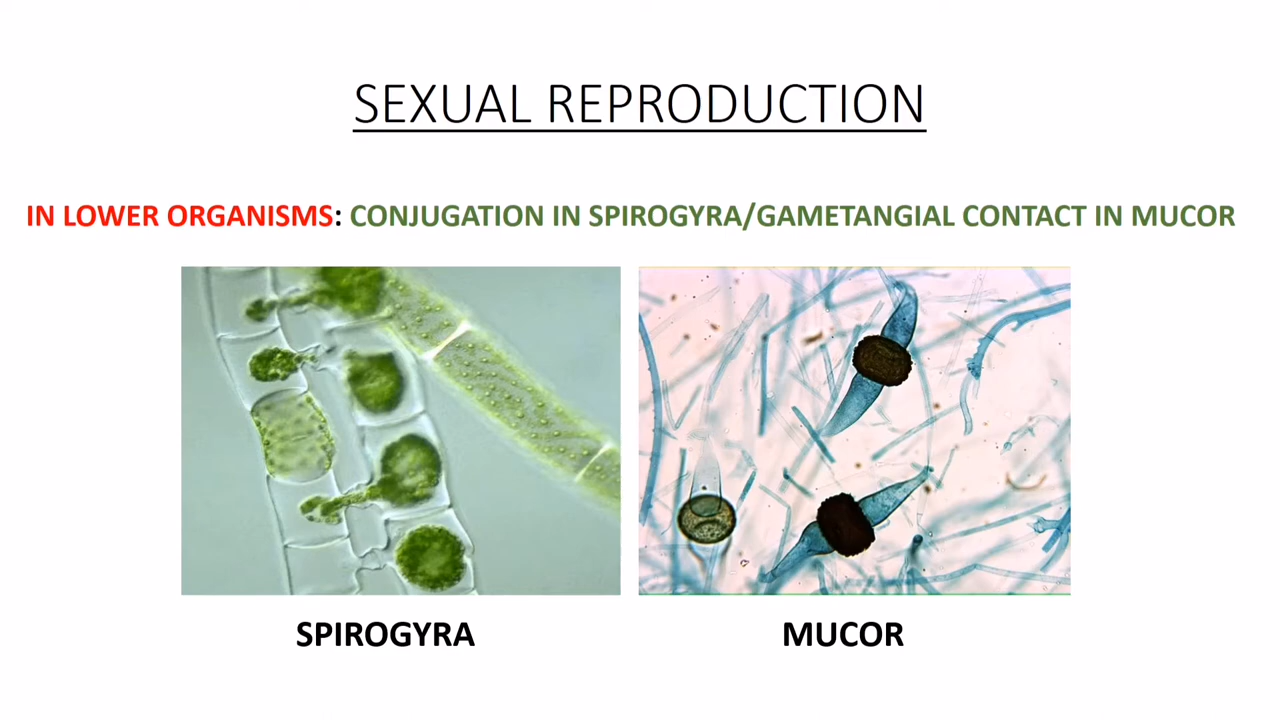 SEXUAL REPRODUCTION
IN LOWER ORGANISMS: CONJUGATION IN SPIROGYRA/GAMETANGIAL CONTACT IN MUCOR
SPIROGYRA
MUCOR